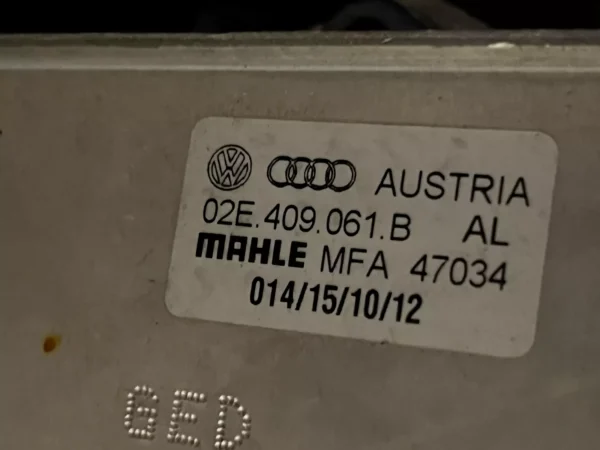 AUSTRIA
02E.409.061.B AL
MAHLE MFA 47034
014/15/10/12
GED